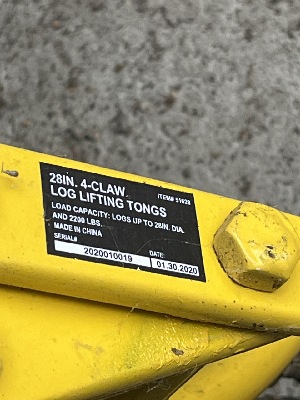 28IN. 4-CLAW ITEM# 51623
LOG LIFTING TONGS
LOAD CAPACITY: LOGS UP TO 28IN. DIA.
AND 2200 LBS.
MADE IN CHINA
SERIAL# DATE:
2020010019 01.30.2020